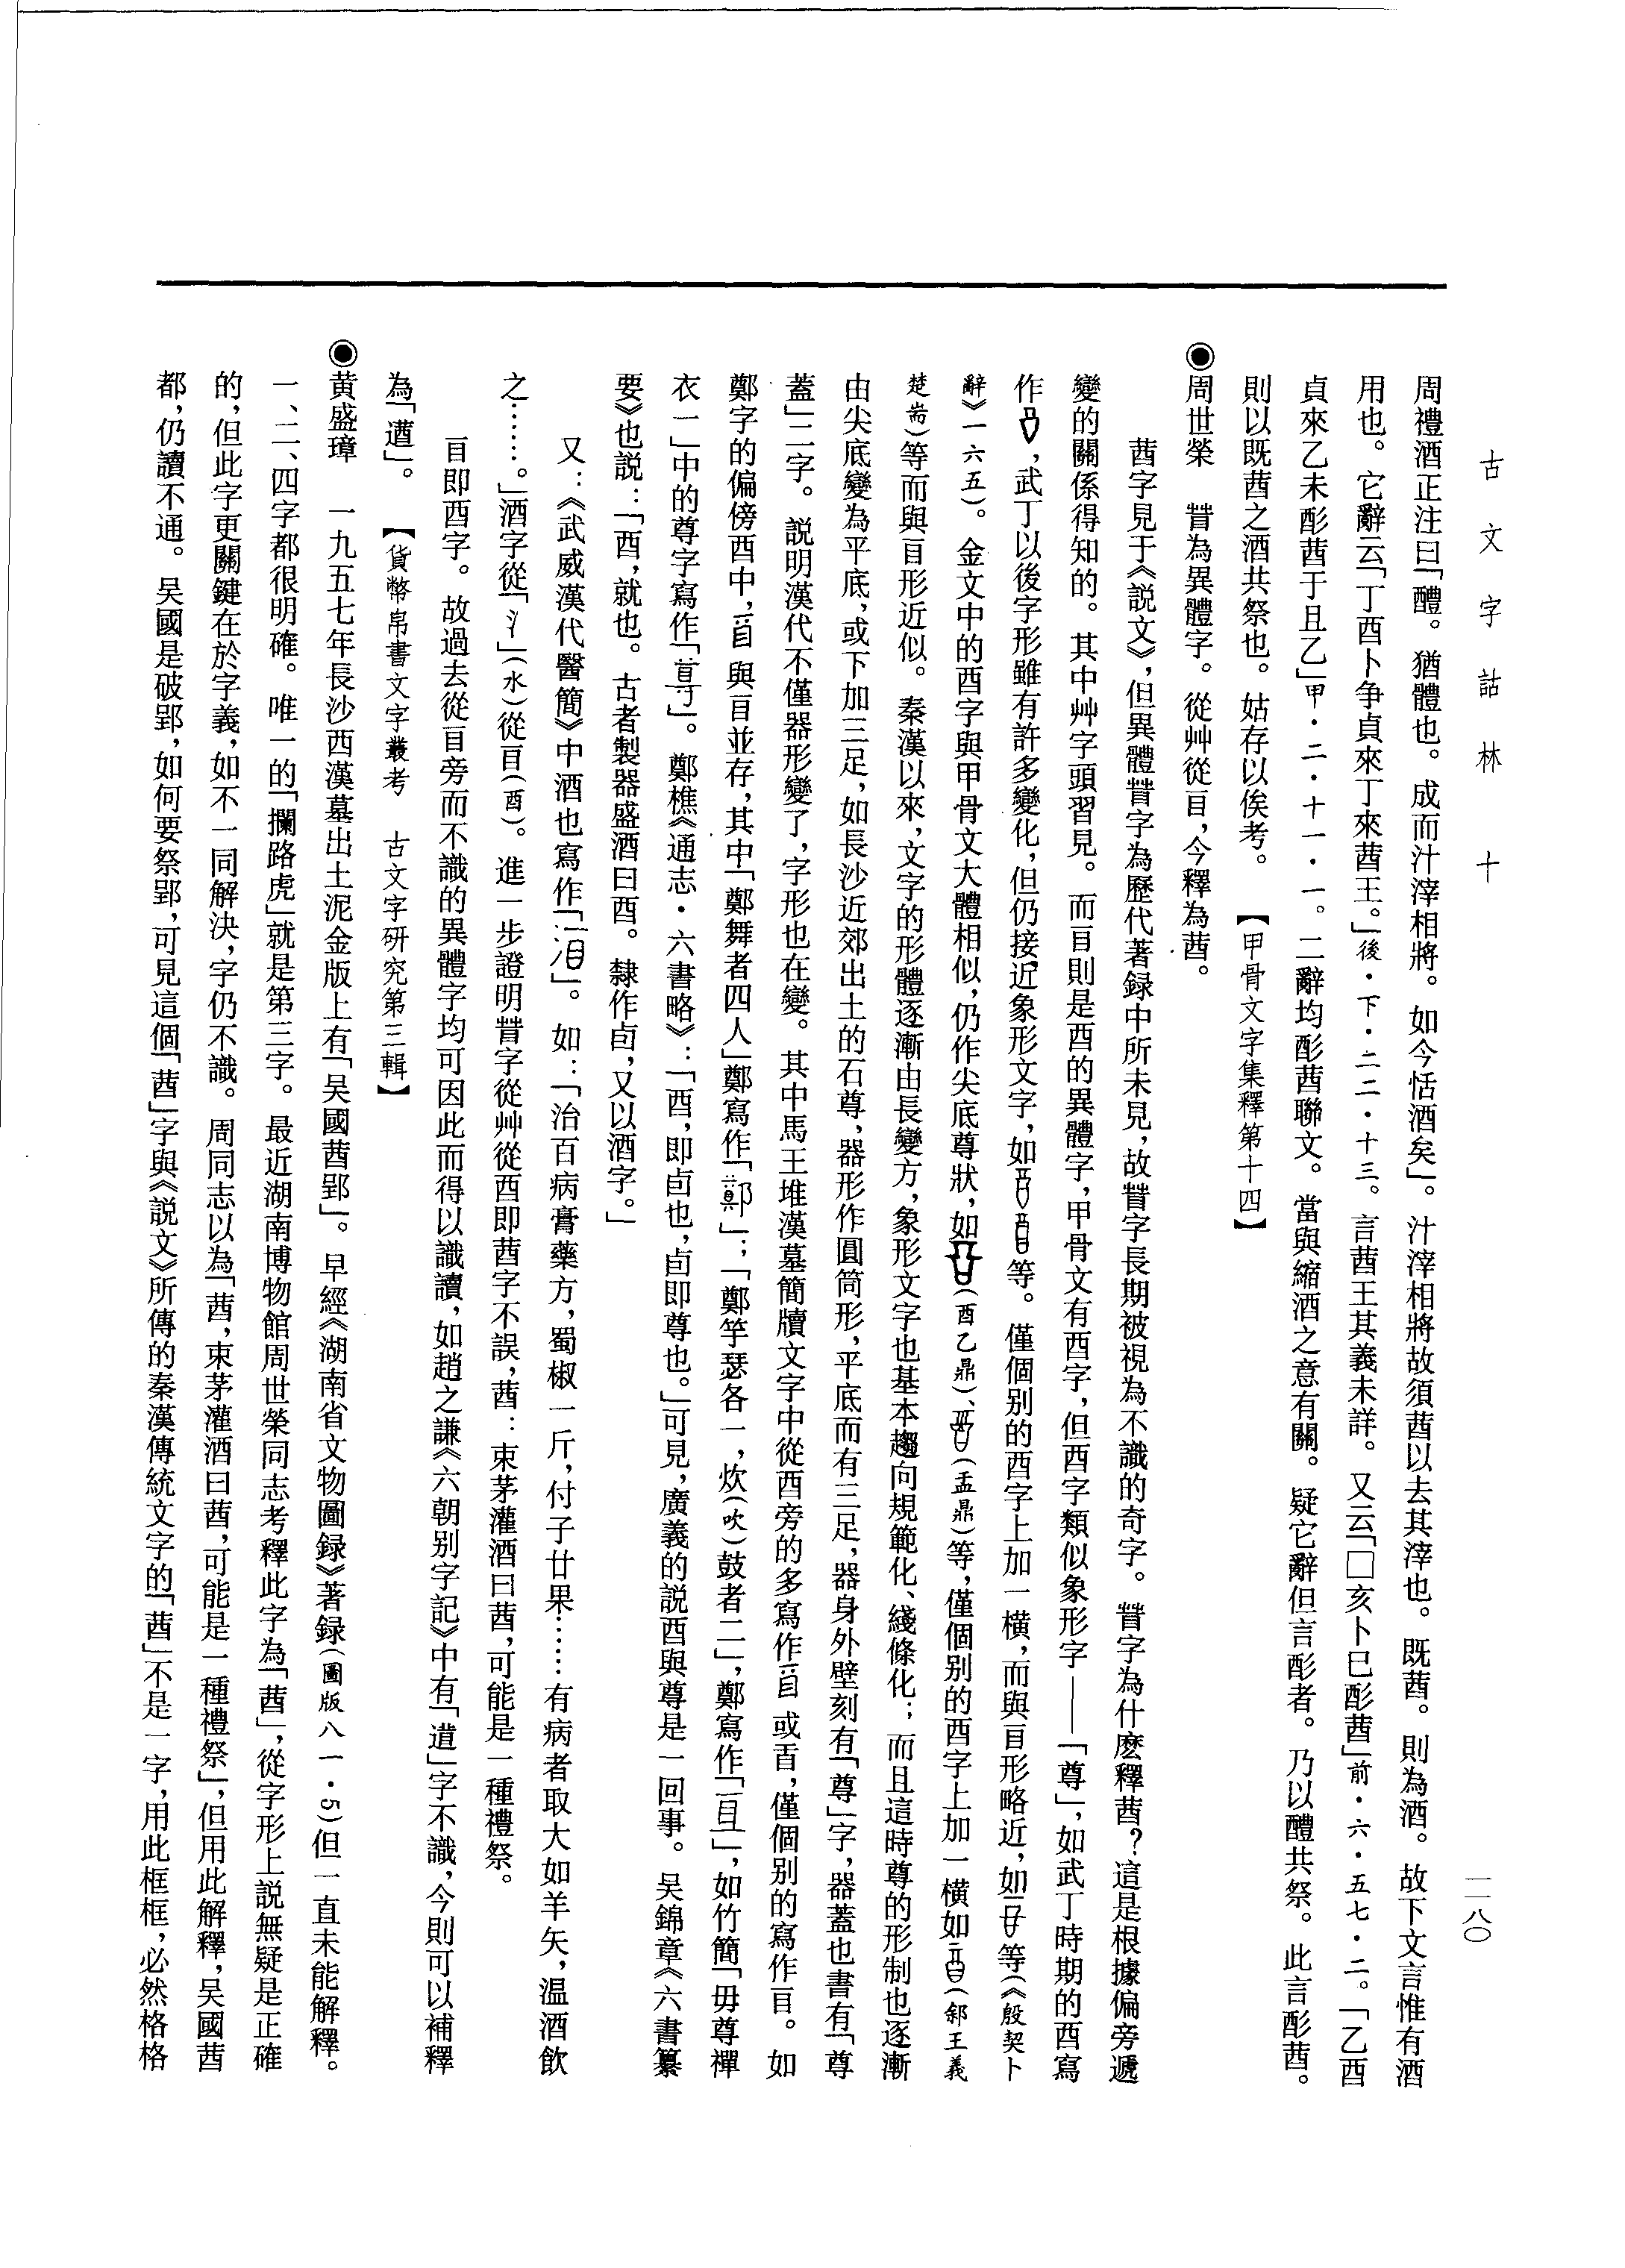 古文字詁林 十
一一八〇
周禮酒正注曰「醴。猶體也。成而汁滓相將。如今恬酒矣」。汁滓相將故須莤以去其滓也。既莤。則為酒。故下文言惟有酒
用也。它辭云「丁酉卜争貞來丁來莤王。」後·下·二二·十三。言莤王其義未詳。又云「□亥卜巳酌莤」前·六·五七·二。「乙酉
貞來乙未酌莤于且乙」甲·二·十一·一。二辭均酌莤聯文。當與縮酒之意有關。疑它辭但言酌者。乃以醴共祭。此言酌莤。
則以既莤之酒共祭也。姑存以俟考。【甲骨文字集釋第十四】
◉周世榮 𦮘為異體字。從艸從𦣻,今釋為莤。
莤字見于《説文》,但異體字為歷代著録中所未見,故字長期被視為不識的奇字。字為什麽釋莤?這是根據偏旁遞
變的關係得知的。其中艸字頭習見。而𦣻則是酉的異體字,甲骨文有酉字,但酉字類似象形字——「尊」,如武丁時期的酉寫
作,武丁以後字形雖有許多變化,但仍接近象形文字,如等。僅個别的酉字上加一横,而與𦣻形略近,如等(《殷契卜
辭》一六五)。金文中的酉字與甲骨文大體相似,仍作尖底尊狀,如(酉乙鼎)、(盂鼎)等,僅個别的酉字上加一横如(䣄王義
楚耑)等而與𦣻形近似。秦漢以來,文字的形體逐漸由長變方,象形文字也基本趨向規範化、綫條化;而且這時尊的形制也逐漸
由尖底變為平底,或下加三足,如長沙近郊出土的石尊,器形作圓筒形,平底而有三足,器身外壁刻有「尊」字,器蓋也書有「尊
蓋」二字。説明漢代不僅器形變了,字形也在變。其中馬王堆漢墓簡牘文字中從酉旁的多寫作或,僅個别的寫作𦣻。如
鄭字的偏傍酉中,與𦣻並存,其中「鄭舞者四人」鄭寫作「」;「鄭竽瑟各一,炊(吹)鼓者二」,鄭寫作「」,如竹簡「毋尊襌
衣一」中的尊字寫作「」。鄭樵《通志·六書略》:「酉,即卣也,卣即尊也。」可見,廣義的説酉與尊是一回事。吴錦章《六書纂
要》也説:「酉,就也。古者製器盛酒曰酉。隸作卣,又以酒字。」
又:《武威漢代醫簡》中酒也寫作「」。如:「治百病膏藥方,蜀椒一斤,付子廿果……有病者取大如羊矢,温酒飲
之……。」酒字從「氵」(水)從𦣻(酉)。進一步證明字從艸從酉即莤字不誤,莤:束茅灌酒曰莤,可能是一種禮祭。
𦣻即酉字。故過去從𦣻旁而不識的異體字均可因此而得以識讀,如趙之謙《六朝别字記》中有「」字不識,今則可以補釋
為「遒」。【貨幣帛書文字叢考 古文字研究第三輯】
◉黄盛璋 一九五七年長沙西漢墓出土泥金版上有「吴國莤郢」。早經《湖南省文物圖録》著録(圖版八一·5)但一直未能解釋。
一、二、四字都很明確。唯一的「攔路虎」就是第三字。最近湖南博物館周世榮同志考釋此字為「莤」,從字形上説無疑是正確
的,但此字更關鍵在於字義,如不一同解決,字仍不識。周同志以為「莤,束茅灌酒曰莤,可能是一種禮祭」,但用此解釋,吴國莤
都,仍讀不通。吴國是破郢,如何要祭郢,可見這個「莤」字與《説文》所傳的秦漢傳統文字的「莤」不是一字,用此框框,必然格格